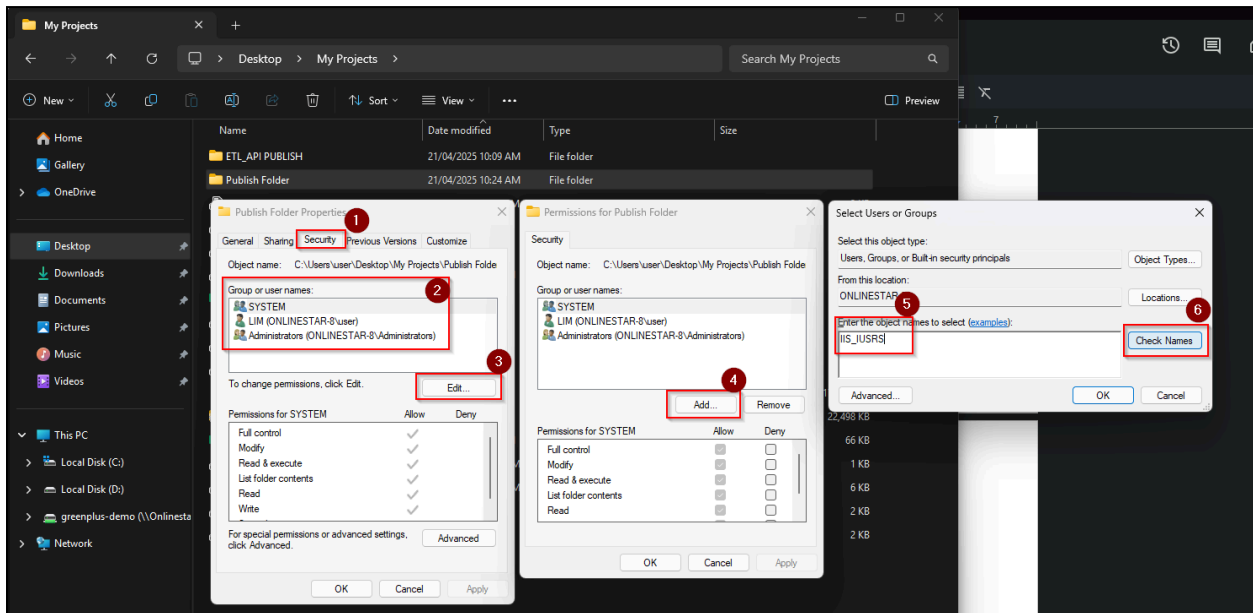 My Projects
Desktop > My Projects >
Search My Projects
New
Sort
View
Preview
Home
Gallery
OneDrive
Desktop
Downloads
Documents
Pictures
Music
Videos
This PC
Local Disk (C:)
Local Disk (D:)
greenplus-demo (\\Onlinesta
Network
Name Date modified Type Size
ETL_API PUBLISH 21/04/2025 10:09 AM File folder
Publish Folder 21/04/2025 10:24 AM File folder
22,498 KB
66 KB
1 KB
6 KB
2 KB
2 KB
7
Publish Folder Properties
1
General Sharing Security Previous Versions Customize
Object name: C:\Users\user\Desktop\My Projects\Publish Folde
Group or user names:
2
SYSTEM
LIM (ONLINESTAR-8\user)
Administrators (ONLINESTAR-8\Administrators)
3
To change permissions, click Edit.
Edit...
Permissions for SYSTEM Allow Deny
Full control
Modify
Read & execute
List folder contents
Read
Write
For special permissions or advanced settings,
click Advanced.
Advanced
OK Cancel Apply
Permissions for Publish Folder
Security
Object name: C:\Users\user\Desktop\My Projects\Publish Folde
Group or user names:
SYSTEM
LIM (ONLINESTAR-8\user)
Administrators (ONLINESTAR-8\Administrators)
4
Add... Remove
Permissions for SYSTEM Allow Deny
Full control
Modify
Read & execute
List folder contents
Read
OK Cancel Apply
Select Users or Groups
Select this object type:
Users, Groups, or Built-in security principals
Object Types...
From this location:
ONLINESTAR
Locations...
5
6
Enter the object names to select (examples):
IIS_IUSRS
Check Names
Advanced...
OK Cancel